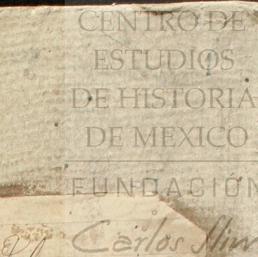 CENTRO DE
ESTUDIOS
DE HISTORIA
DE MEXICO
FUNDACIÓN
Carlos